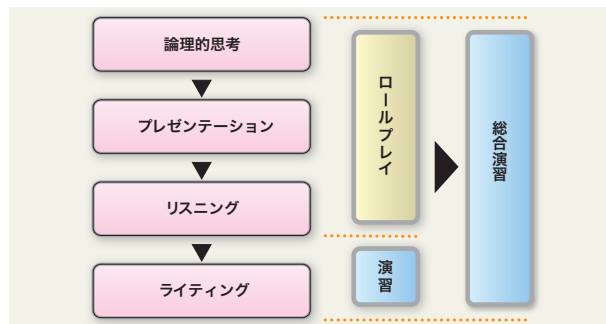 論理的思考
プレゼンテーション
リスニング
ライティング
ロールプレイ
演習
総合演習